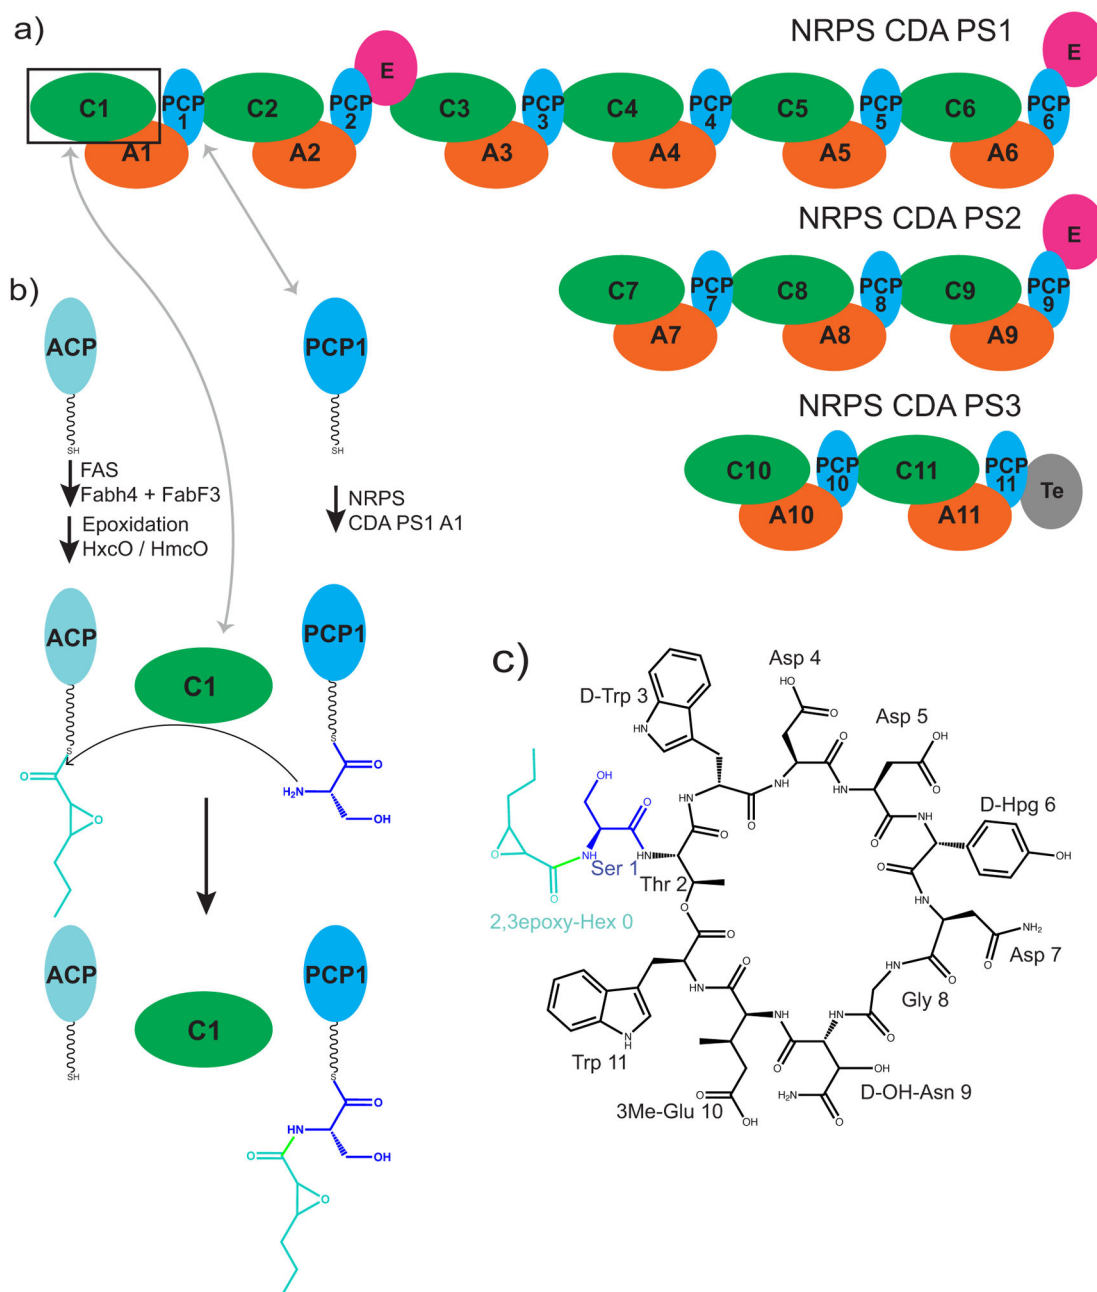 a)
NRPS CDA PS1
E
E
C1
PCP
1
C2
PCP
2
C3
PCP
3
C4
PCP
4
C5
PCP
5
C6
PCP
6
A1
A2
A3
A4
A5
A6
NRPS CDA PS2
E
C7
PCP
7
C8
PCP
8
C9
PCP
9
A7
A8
A9
NRPS CDA PS3
C10
PCP
10
C11
PCP
11
Te
A10
A11
b)
ACP
PCP1
SH
SH
FAS
Fabh4 + FabF3
Epoxidation
HxcO / HmcO
NRPS
CDA PS1 A1
ACP
PCP1
C1
S
S
O
O
O
H2N
OH
ACP
PCP1
C1
SH
S
O
HN
OH
O
O
c)
Asp 4
HO
O
D-Trp 3
HN
Asp 5
OH
O
D-Hpg 6
OH
HO
O
NH
O
HN
O
NH
O
HN
O
O
NH
O
HN
Ser 1
Thr 2
O
2,3epoxy-Hex 0
O
O
O
NH2
O
Asp 7
NH
O
Gly 8
O
NH
O
NH
O
HN
O
OH
H2N
O
D-OH-Asn 9
N
H
Trp 11
3Me-Glu 10
O
OH